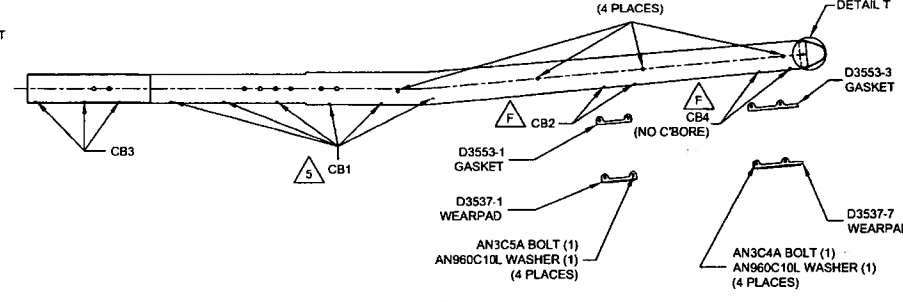 (4 PLACES)
DETAIL T
T
D3553-3
GASKET
F
F
CB2
CB4
(NO C'BORE)
CB3
5
CB1
D3553-1
GASKET
D3537-1
WEARPAD
D3537-7
WEARPAD
AN3C5A BOLT (1)
AN960C10L WASHER (1)
(4 PLACES)
AN3C4A BOLT (1)
AN960C10L WASHER (1)
(4 PLACES)